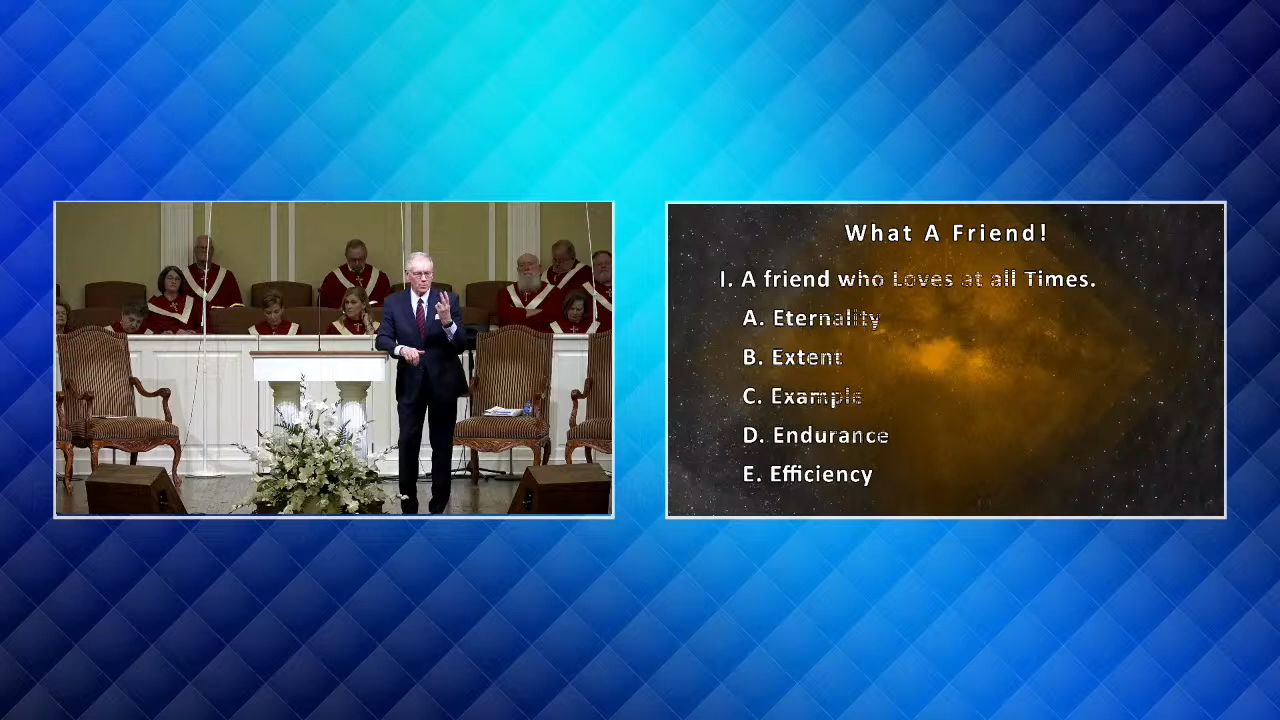 What A Friend!
I. A friend who Loves at all Times.
A. Eternality
B. Extent
C. Example
D. Endurance
E. Efficiency